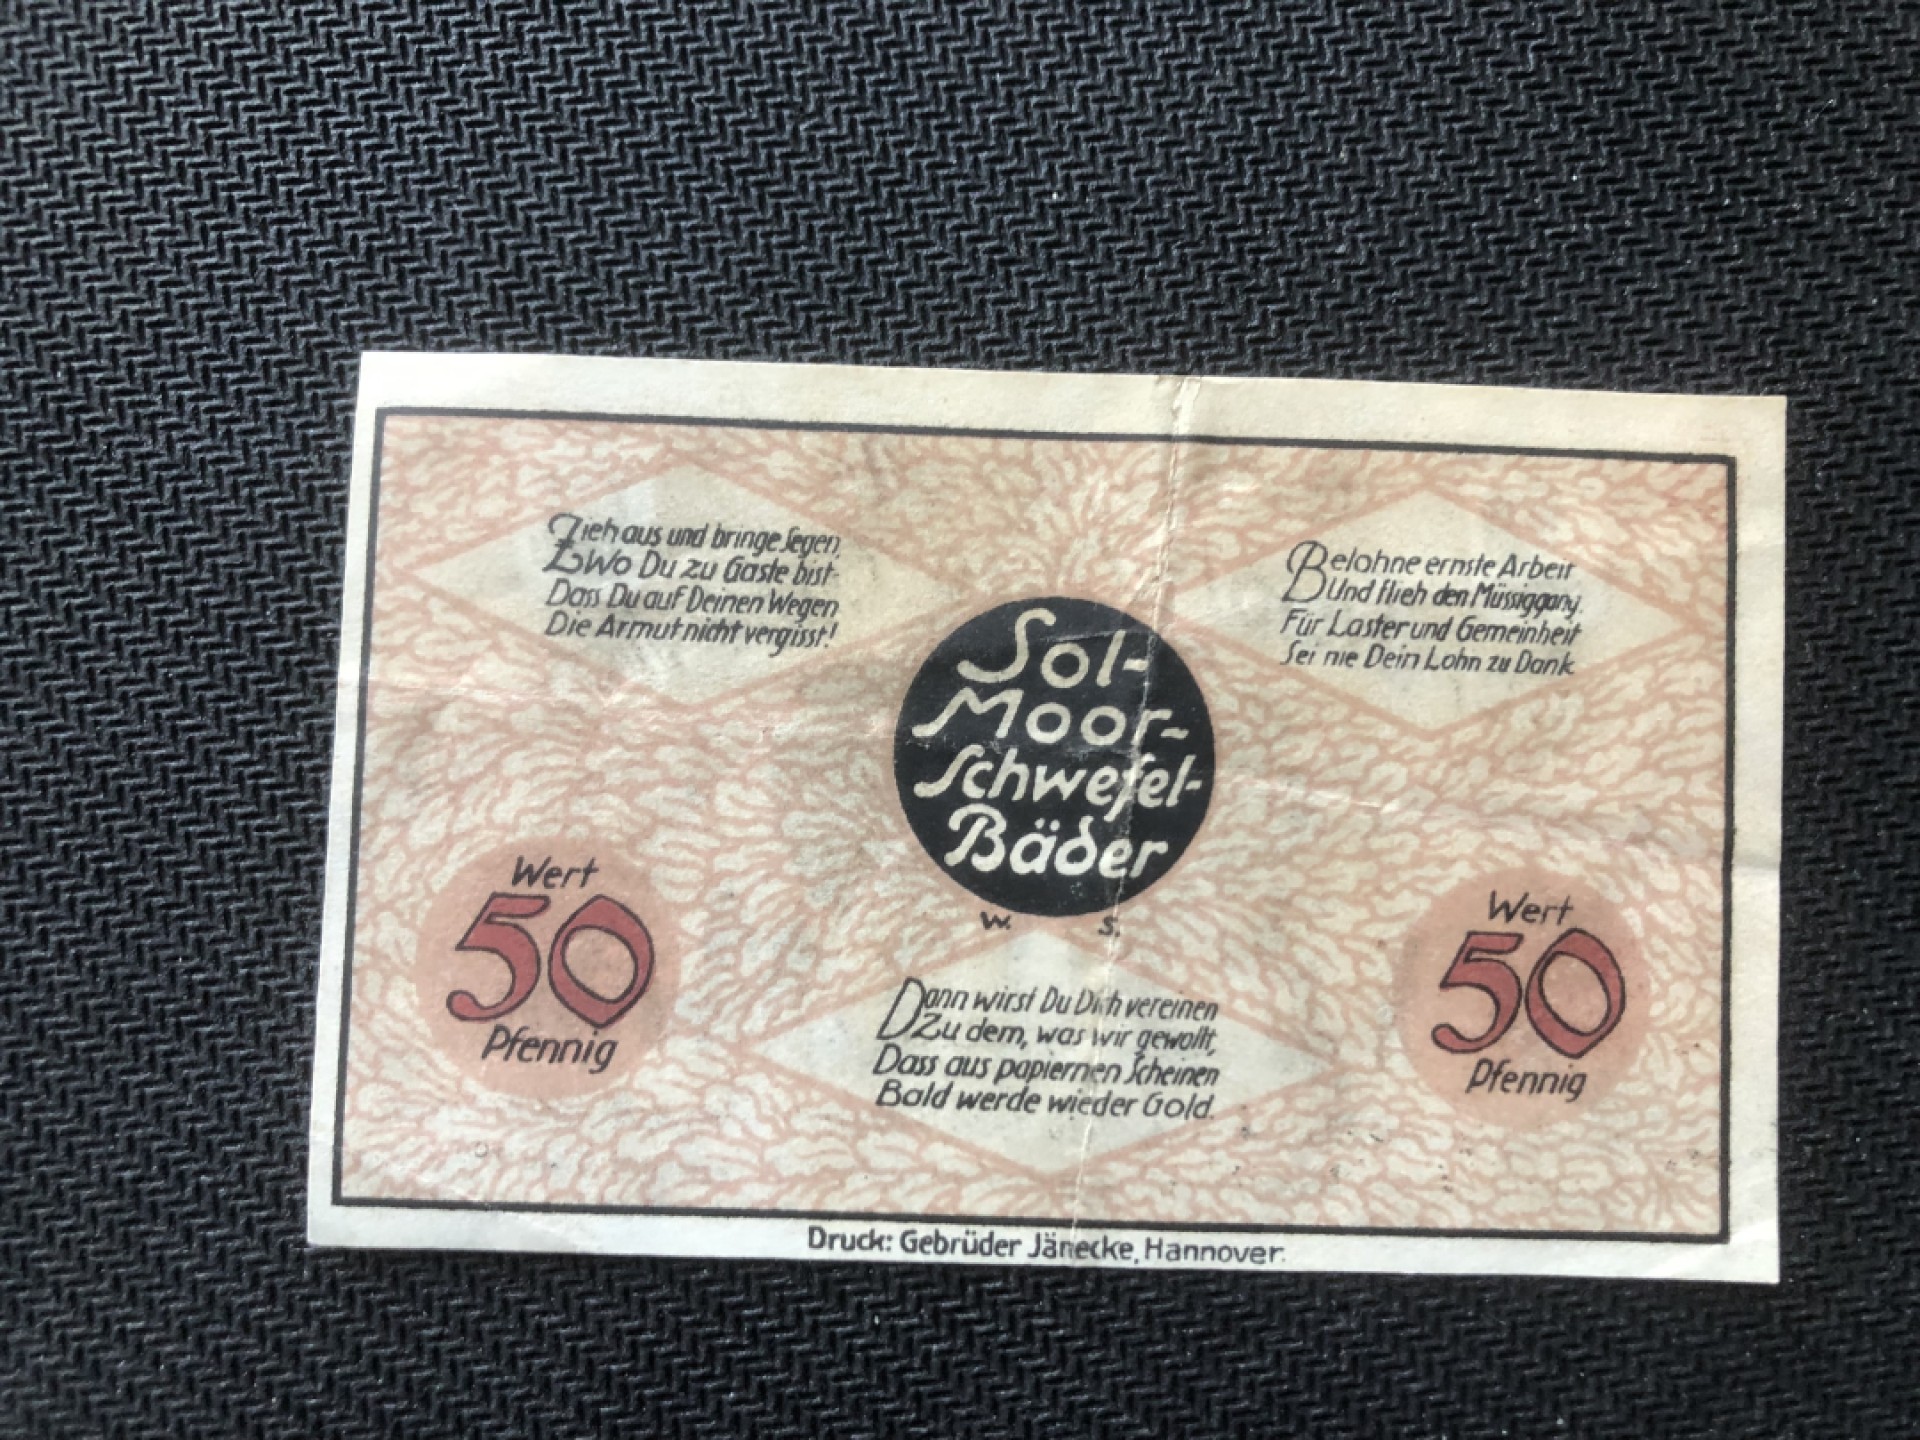 Zieh aus und bringe Segen,
Wo Du zu Gaste bist
Dass Du auf Deinen Wegen
Die Armut nicht vergisst!
Belohne ernste Arbeit
Und flieh den Müssiggang.
Für Laster und Gemeinheit
Sei nie Dein Lohn zu Dank
Sol-
Moor-
Schwefel-
Bäder
W. S.
Wert
50
Pfennig
Wert
50
Pfennig
Dann wirst Du Dich vereinen
Zu dem, was wir gewollt,
Dass aus papiernen Scheinen
Bald werde wieder Gold.
Druck: Gebrüder Jänecke, Hannover.